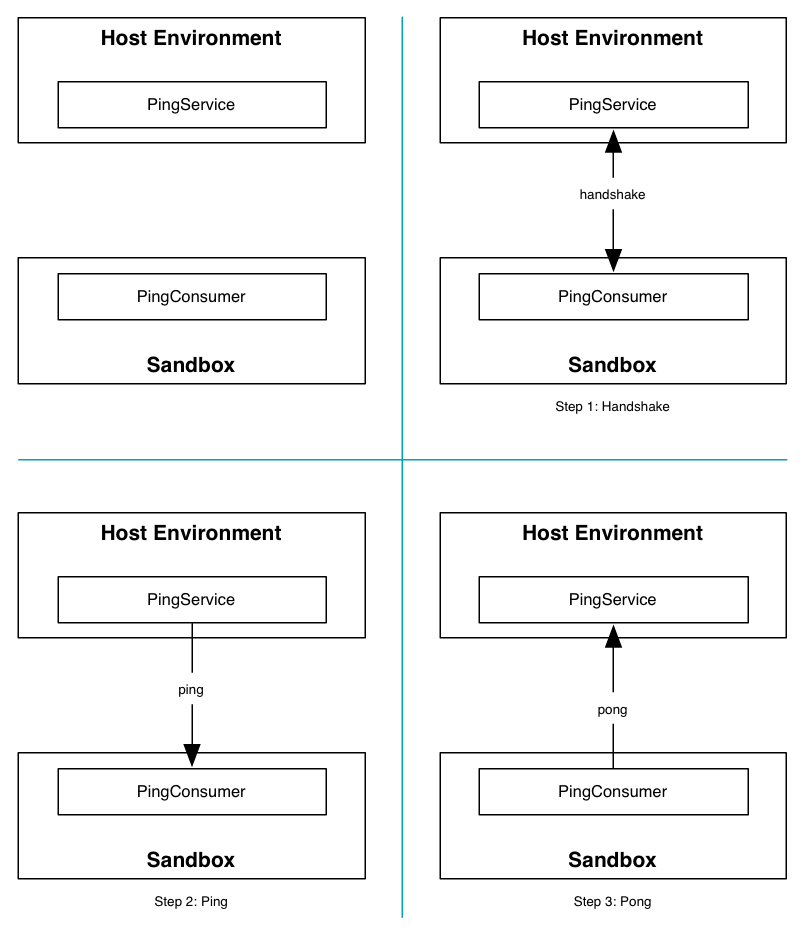 Host Environment
PingService
PingConsumer
Sandbox
Host Environment
PingService
handshake
PingConsumer
Sandbox
Step 1: Handshake
Host Environment
PingService
ping
PingConsumer
Sandbox
Step 2: Ping
Host Environment
PingService
pong
PingConsumer
Sandbox
Step 3: Pong